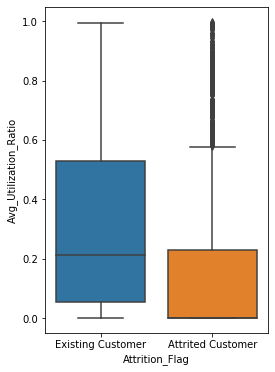 1.0
0.8
0.6
0.4
0.2
0.0
Avg_Utilization_Ratio
Existing Customer
Attrited Customer
Attrition_Flag